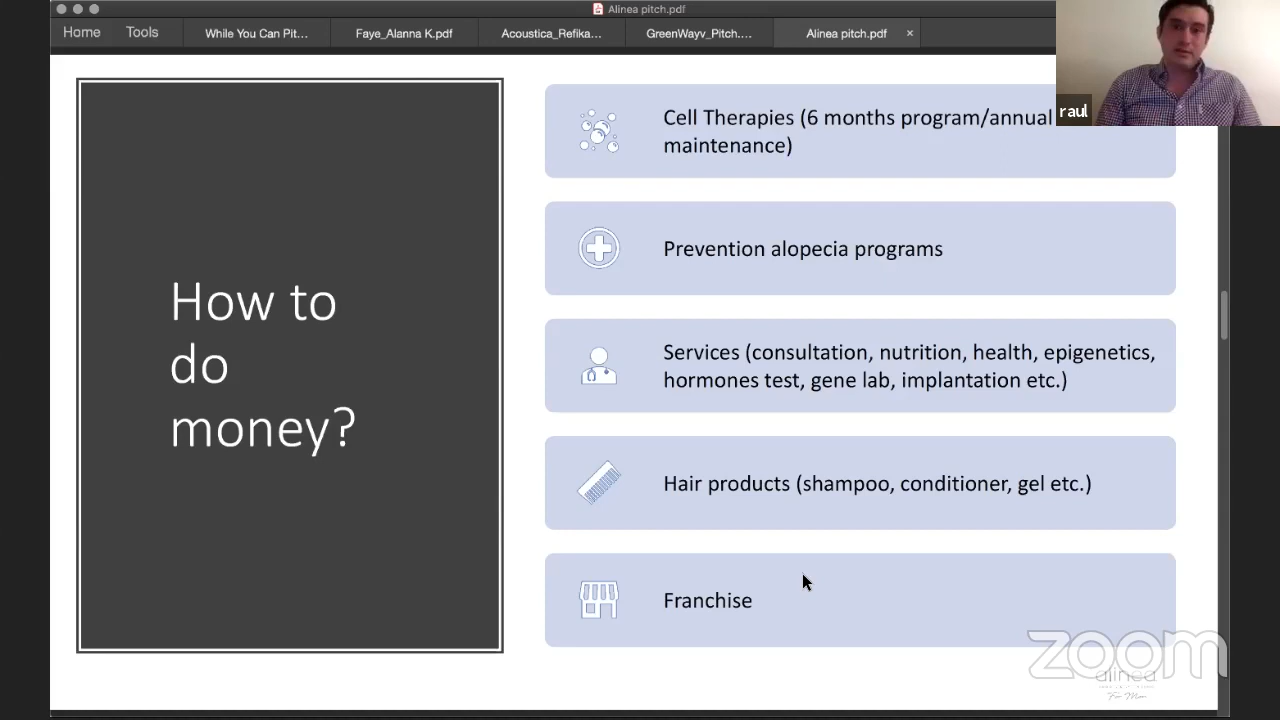 Alinea pitch.pdf
Home Tools While You Can Pit... Faye_Alanna K.pdf Acoustica_Refika... GreenWayv_Pitch.... Alinea pitch.pdf ×
raul
How to
do
money?
Cell Therapies (6 months program/annual
maintenance)
Prevention alopecia programs
Services (consultation, nutrition, health, epigenetics,
hormones test, gene lab, implantation etc.)
Hair products (shampoo, conditioner, gel etc.)
Franchise
zoom
alinea
For Men